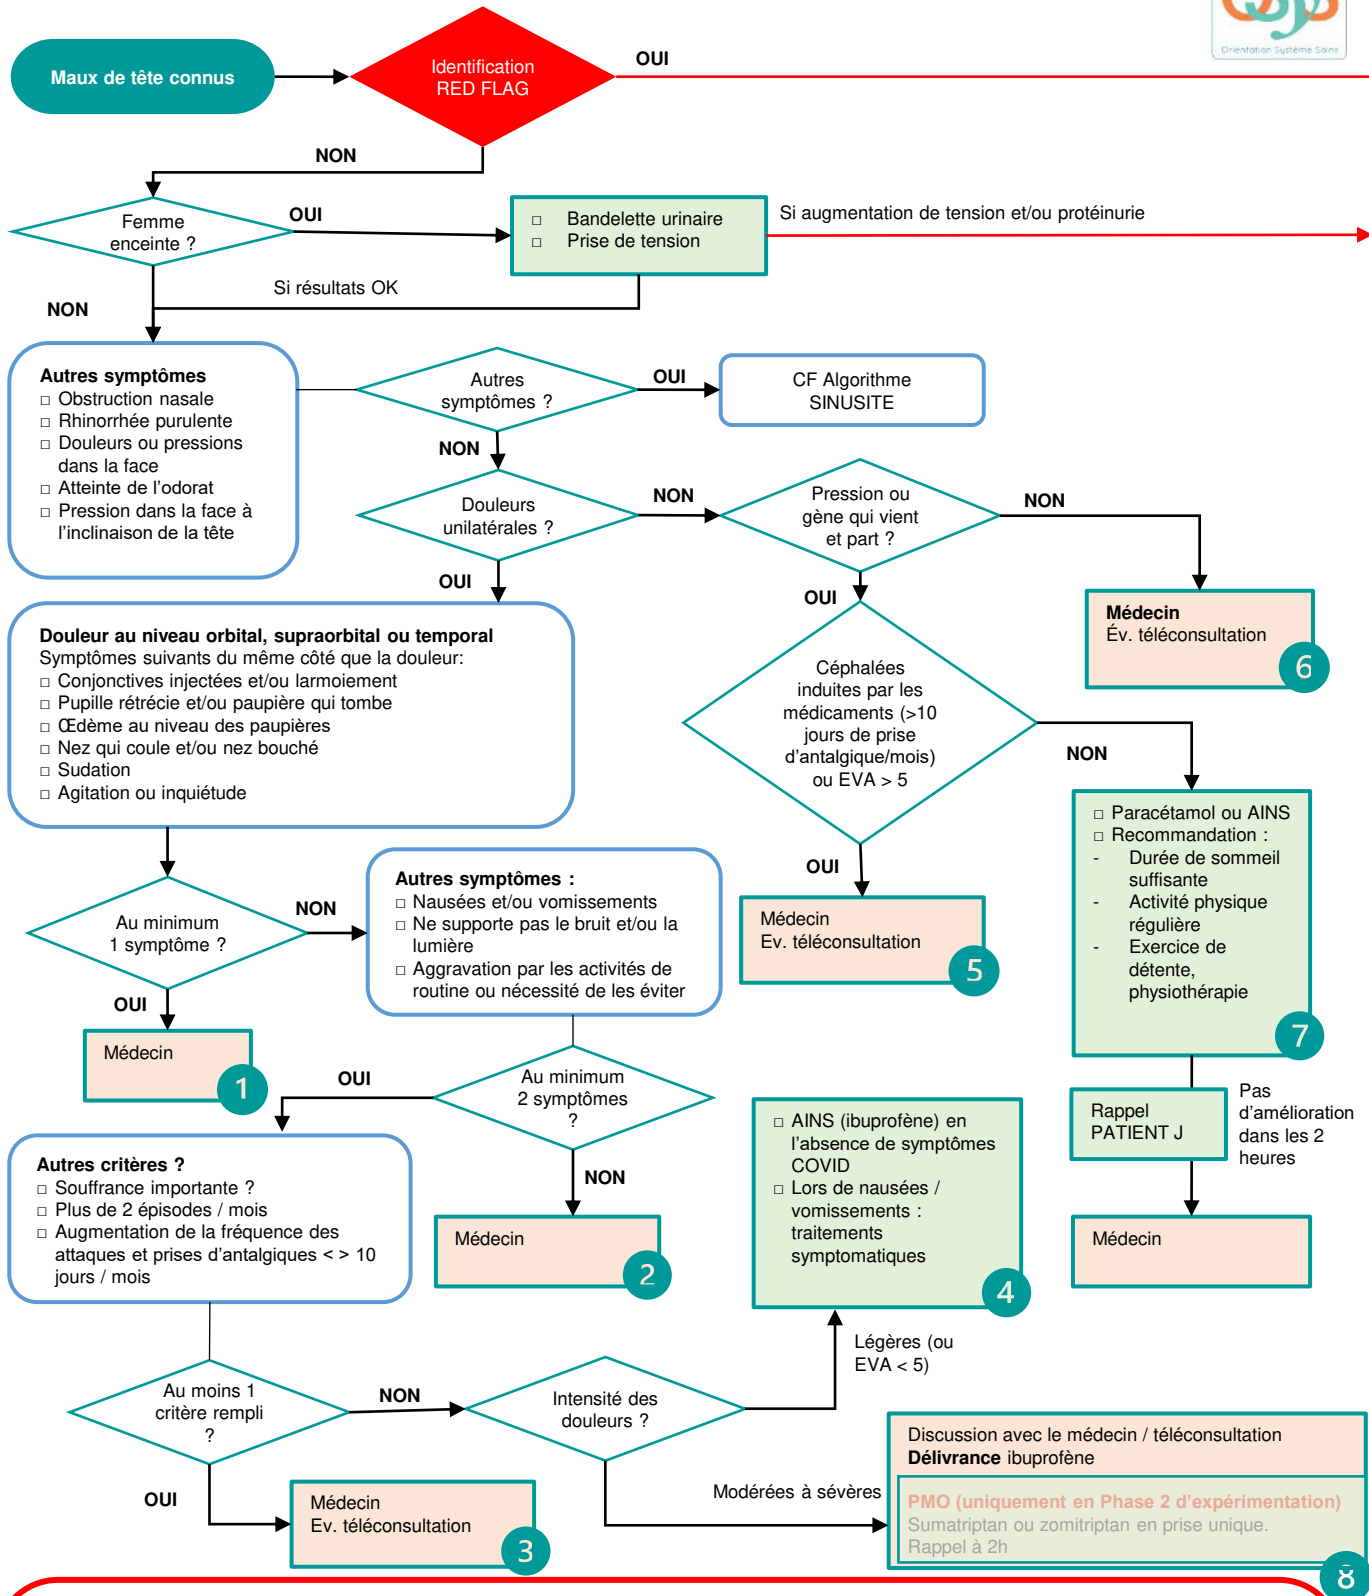 Orientation Système Soins
Maux de tête connus
Identification
RED FLAG
OUI
NON
Femme
enceinte ?
OUI
□ Bandelette urinaire
□ Prise de tension
Si augmentation de tension et/ou protéinurie
Si résultats OK
NON
Autres symptômes
□ Obstruction nasale
□ Rhinorrhée purulente
□ Douleurs ou pressions
dans la face
□ Atteinte de l'odorat
□ Pression dans la face à
l'inclinaison de la tête
Autres
symptômes ?
OUI
CF Algorithme
SINUSITE
NON
Douleurs
unilatérales ?
NON
Pression ou
gène qui vient
et part ?
NON
OUI
OUI
Médecin
Év. téléconsultation
6
Douleur au niveau orbital, supraorbital ou temporal
Symptômes suivants du même côté que la douleur:
□ Conjonctives injectées et/ou larmoiement
□ Pupille rétrécie et/ou paupière qui tombe
□ Œdème au niveau des paupières
□ Nez qui coule et/ou nez bouché
□ Sudation
□ Agitation ou inquiétude
Céphalées
induites par les
médicaments (>10
jours de prise
d'antalgique/mois)
ou EVA > 5
NON
OUI
□ Paracétamol ou AINS
□ Recommandation :
- Durée de sommeil
suffisante
- Activité physique
régulière
- Exercice de
détente,
physiothérapie
7
Au minimum
1 symptôme ?
NON
Autres symptômes :
□ Nausées et/ou vomissements
□ Ne supporte pas le bruit et/ou la
lumière
□ Aggravation par les activités de
routine ou nécessité de les éviter
Médecin
Ev. téléconsultation
5
OUI
Médecin
1
OUI
Au minimum
2 symptômes
?
NON
Rappel
PATIENT J
Pas
d'amélioration
dans les 2
heures
Médecin
□ AINS (ibuprofène) en
l'absence de symptômes
COVID
□ Lors de nausées /
vomissements :
traitements
symptomatiques
4
Autres critères ?
□ Souffrance importante ?
□ Plus de 2 épisodes / mois
□ Augmentation de la fréquence des
attaques et prises d'antalgiques < > 10
jours / mois
Médecin
2
Légères (ou
EVA < 5)
Au moins 1
critère rempli
?
NON
Intensité des
douleurs ?
OUI
Médecin
Ev. téléconsultation
3
Modérées à sévères
Discussion avec le médecin / téléconsultation
Délivrance ibuprofène
PMO (uniquement en Phase 2 d'expérimentation)
Sumatriptan ou zomitriptan en prise unique.
Rappel à 2h
8